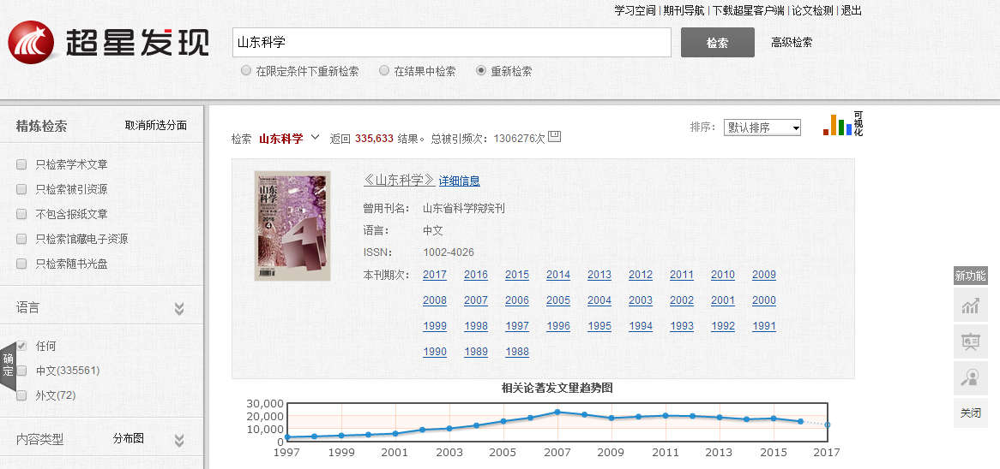 学习空间 | 期刊导航 | 下载超星客户端 | 论文检测 | 退出
超星发现
山东科学
检索
高级检索
在限定条件下重新检索 在结果中检索 重新检索
精炼检索 取消所选分面
只检索学术文章
只检索被引资源
不包含报纸文章
只检索馆藏电子资源
只检索随书光盘
语言
任何
中文(335561)
外文(72)
确定
内容类型 分布图
检索 山东科学 返回 335,633 结果。总被引频次：1306276次
排序： 默认排序
可视化
山东
科学
《山东科学》 详细信息
曾用刊名： 山东省科学院院刊
语言： 中文
ISSN： 1002-4026
本刊期次： 2017 2016 2015 2014 2013 2012 2011 2010 2009
2008 2007 2006 2005 2004 2003 2002 2001 2000
1999 1998 1997 1996 1995 1994 1993 1992 1991
1990 1989 1988
相关论著发文量趋势图
30,000
20,000
10,000
0
1997 1999 2001 2003 2005 2007 2009 2011 2013 2015 2017
新功能
关闭